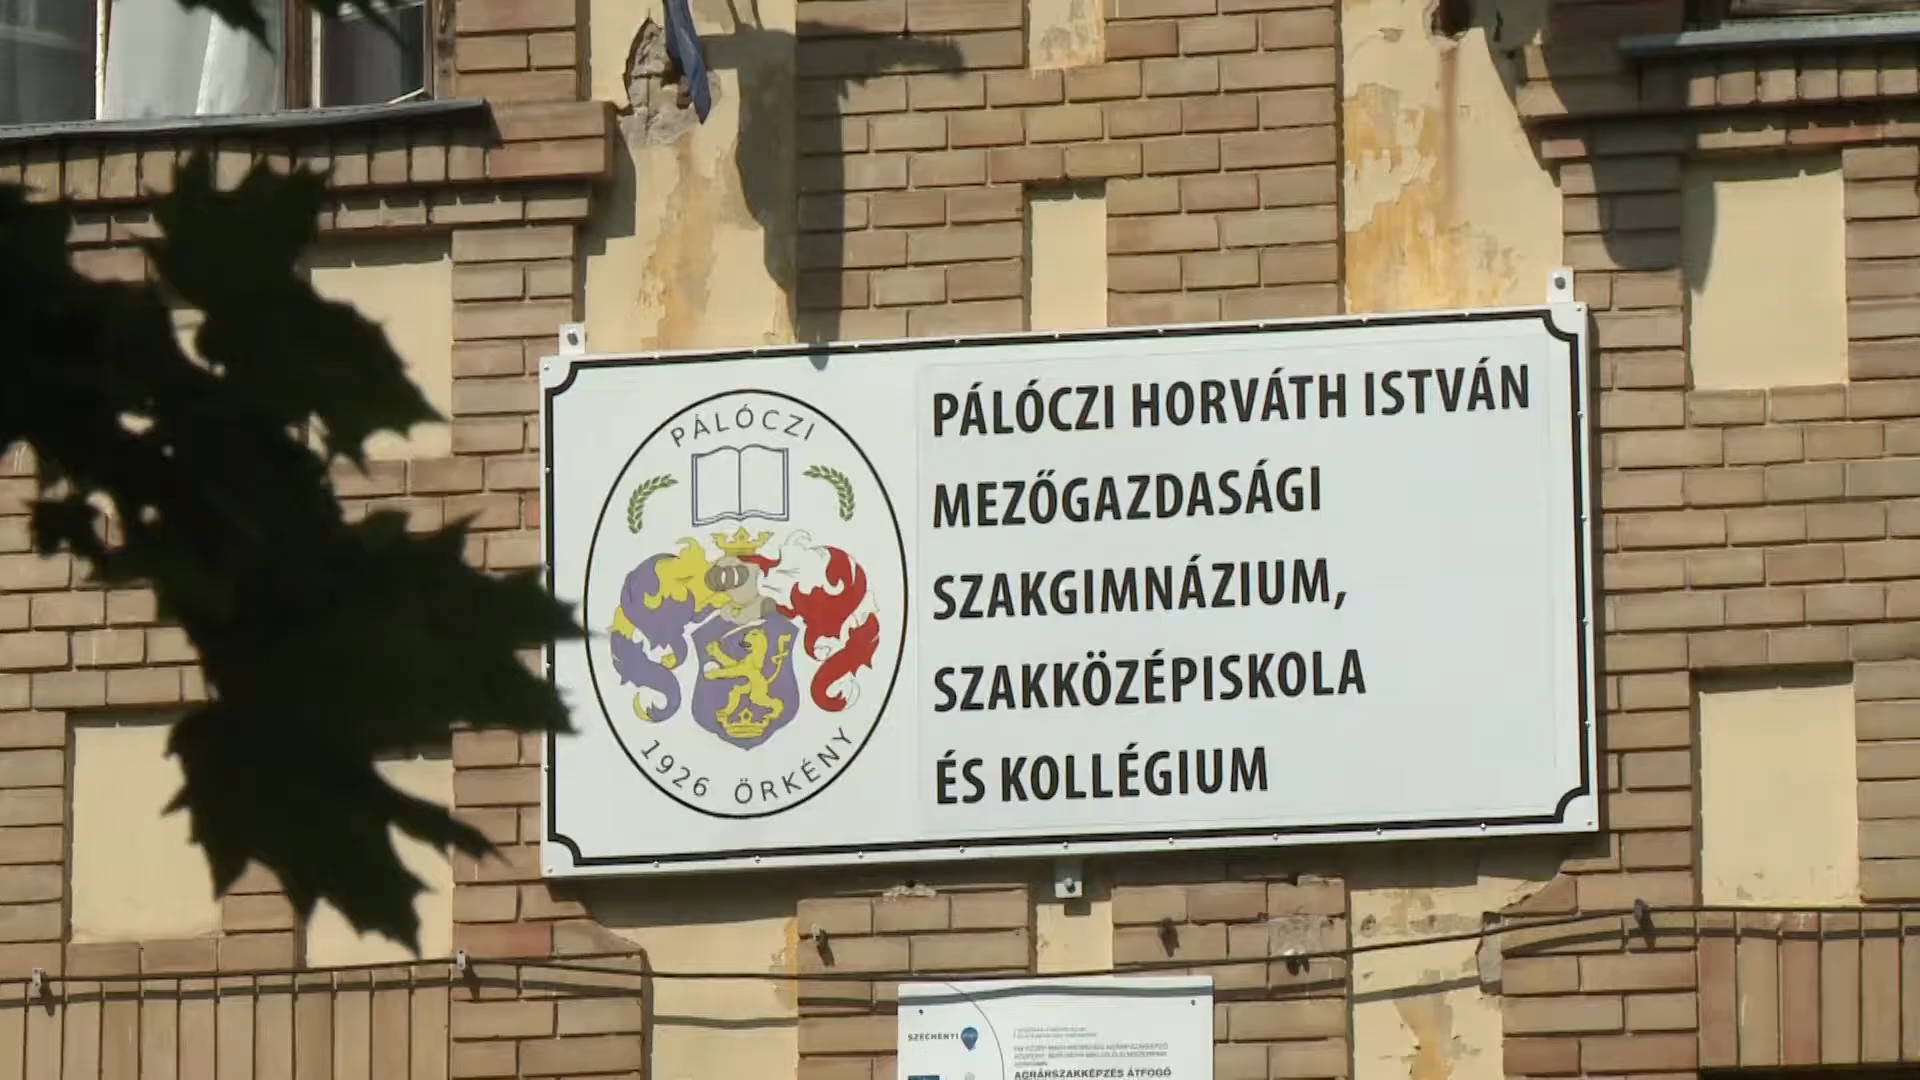 PÁLÓCZI
1926 ÖRKÉNY
PÁLÓCZI HORVÁTH ISTVÁN
MEZŐGAZDASÁGI
SZAKGIMNÁZIUM,
SZAKKÖZÉPISKOLA
ÉS KOLLÉGIUM
SZÉCHENYI
AGRÁRSZAKKÉPZÉS ÁTFOGÓ